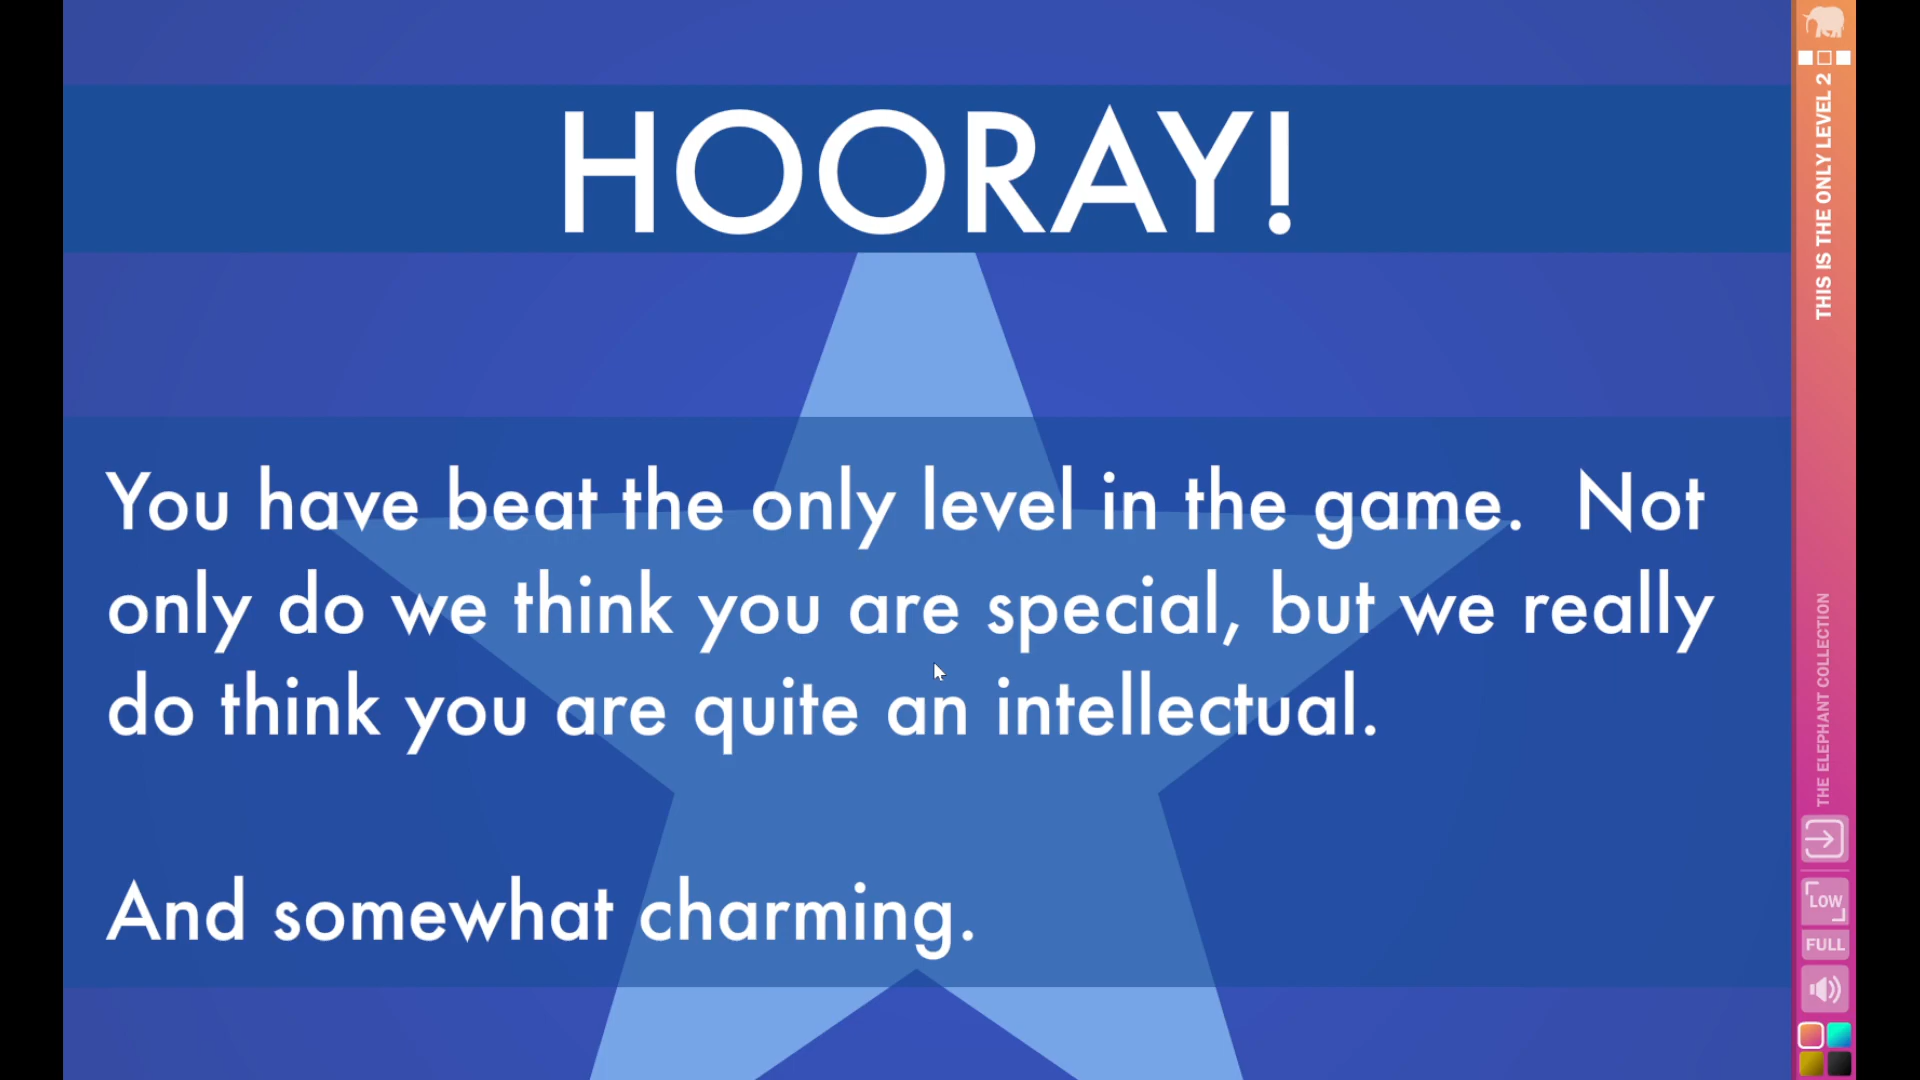 HOORAY!
You have beat the only level in the game. Not
only do we think you are special, but we really
do think you are quite an intellectual.
And somewhat charming.
THIS IS THE ONLY LEVEL 2
THE ELEPHANT COLLECTION
LOW
FULL